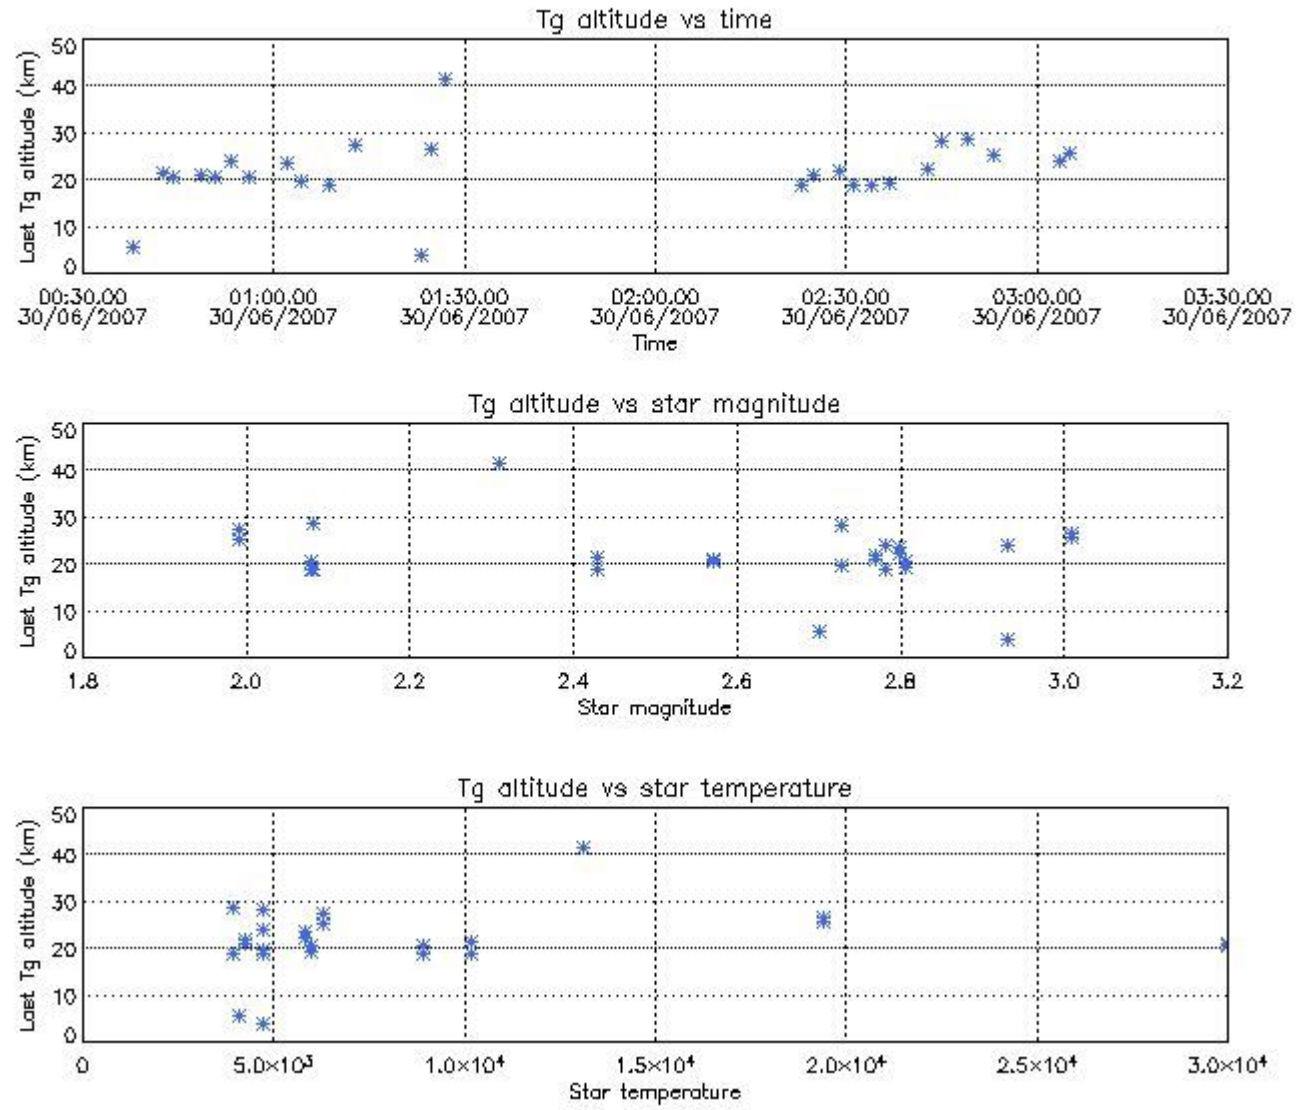 Tg altitude vs time
Last Tg altitude (km)
50
40
30
20
10
0
00:30.00 01:00.00 01:30.00 02:00.00 02:30.00 03:00.00 03:30.00
30/06/2007 30/06/2007 30/06/2007 30/06/2007 30/06/2007 30/06/2007 30/06/2007
Time
Tg altitude vs star magnitude
Last Tg altitude (km)
50
40
30
20
10
0
1.8 2.0 2.2 2.4 2.6 2.8 3.0 3.2
Star magnitude
Tg altitude vs star temperature
Last Tg altitude (km)
50
40
30
20
10
0
0 5.0×10³ 1.0×10⁴ 1.5×10⁴ 2.0×10⁴ 2.5×10⁴ 3.0×10⁴
Star temperature